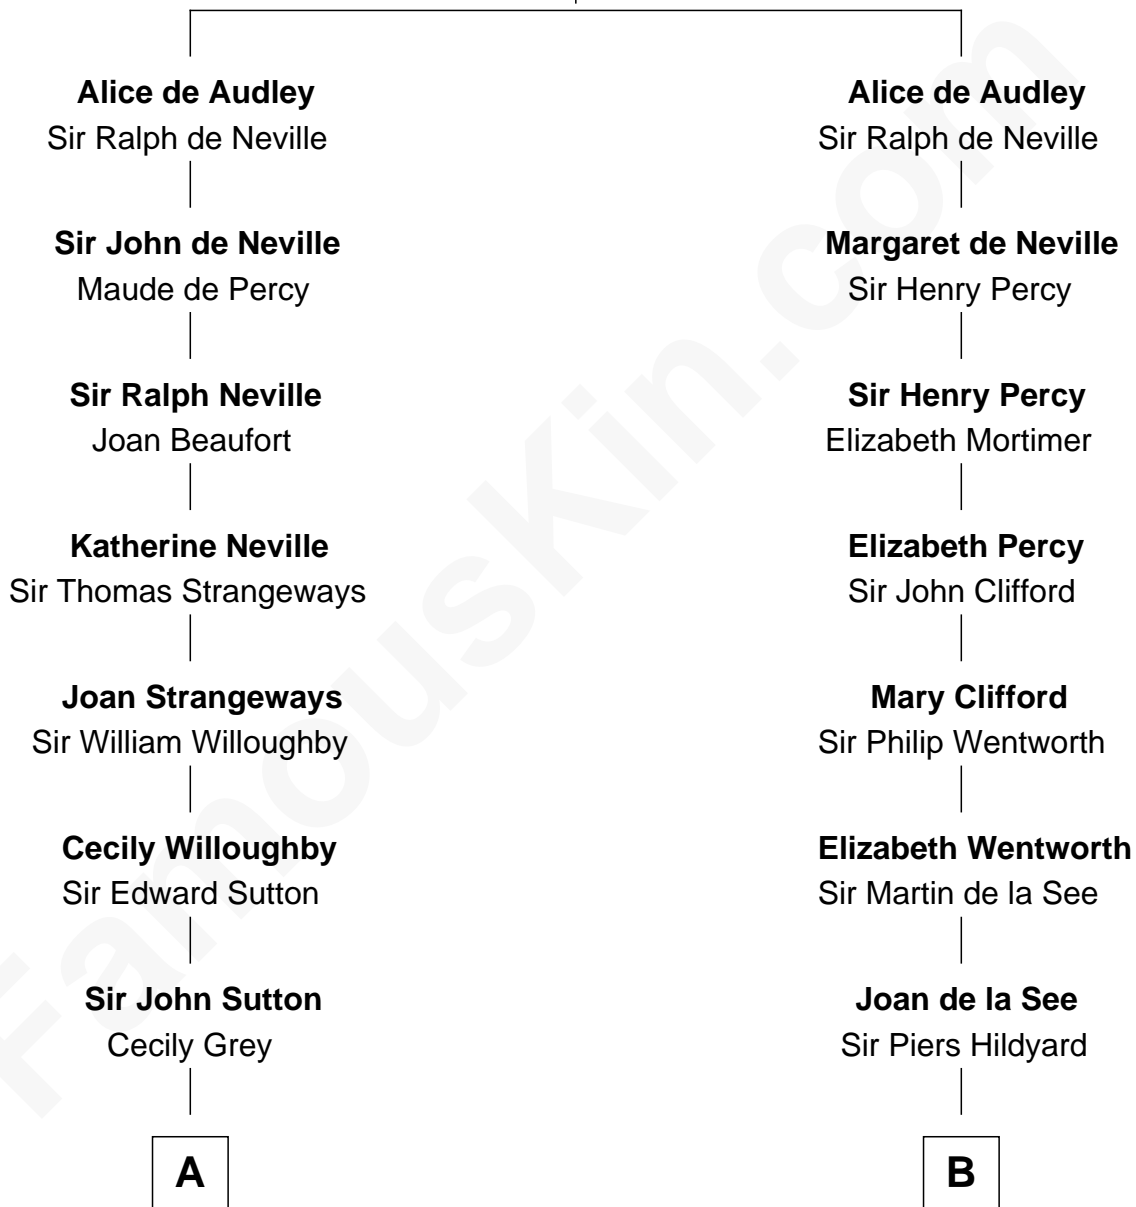 Alice de Audley
Sir Ralph de Neville
Sir John de Neville
Maude de Percy
Sir Ralph Neville
Joan Beaufort
Katherine Neville
Sir Thomas Strangeways
Joan Strangeways
Sir William Willoughby
Cecily Willoughby
Sir Edward Sutton
Sir John Sutton
Cecily Grey
A
Alice de Audley
Sir Ralph de Neville
Margaret de Neville
Sir Henry Percy
Sir Henry Percy
Elizabeth Mortimer
Elizabeth Percy
Sir John Clifford
Mary Clifford
Sir Philip Wentworth
Elizabeth Wentworth
Sir Martin de la See
Joan de la See
Sir Piers Hildyard
B
FamousKin.com